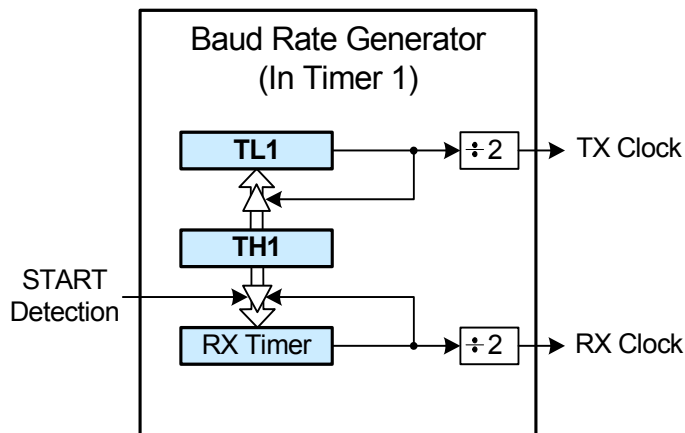 Baud Rate Generator
(In Timer 1)
TL1
÷2
TX Clock
TH1
START
Detection
RX Timer
÷2
RX Clock